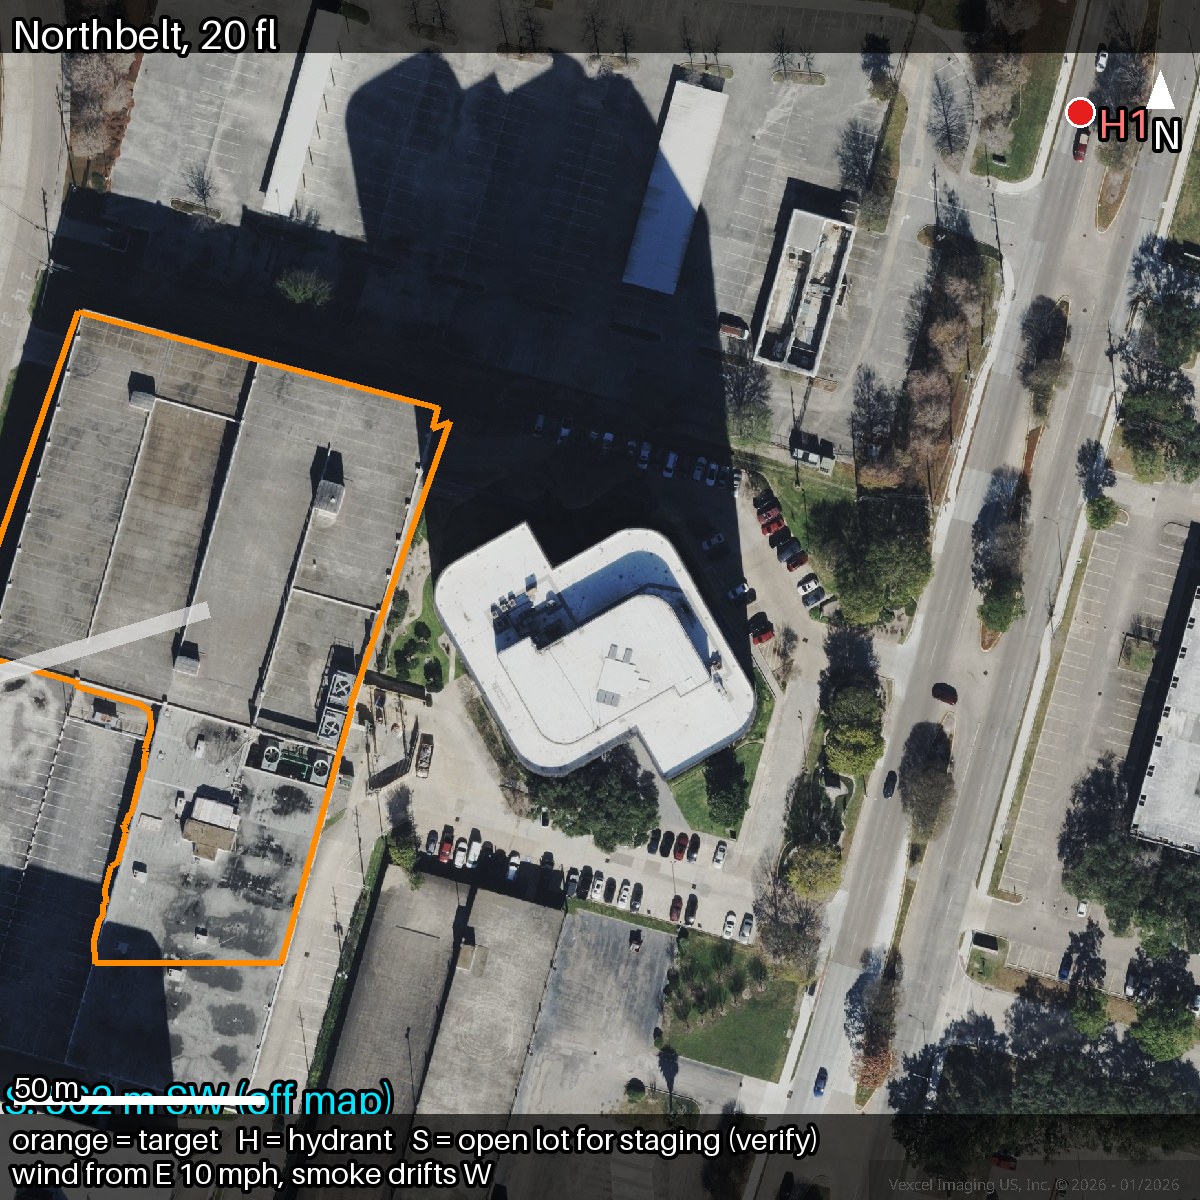 Northbelt, 20 fl
H1
N
50 m
S: 302 m SW (off map)
orange = target H = hydrant S = open lot for staging (verify)
wind from E 10 mph, smoke drifts W
Vexcel Imaging US, Inc. © 2026 - 01/2026